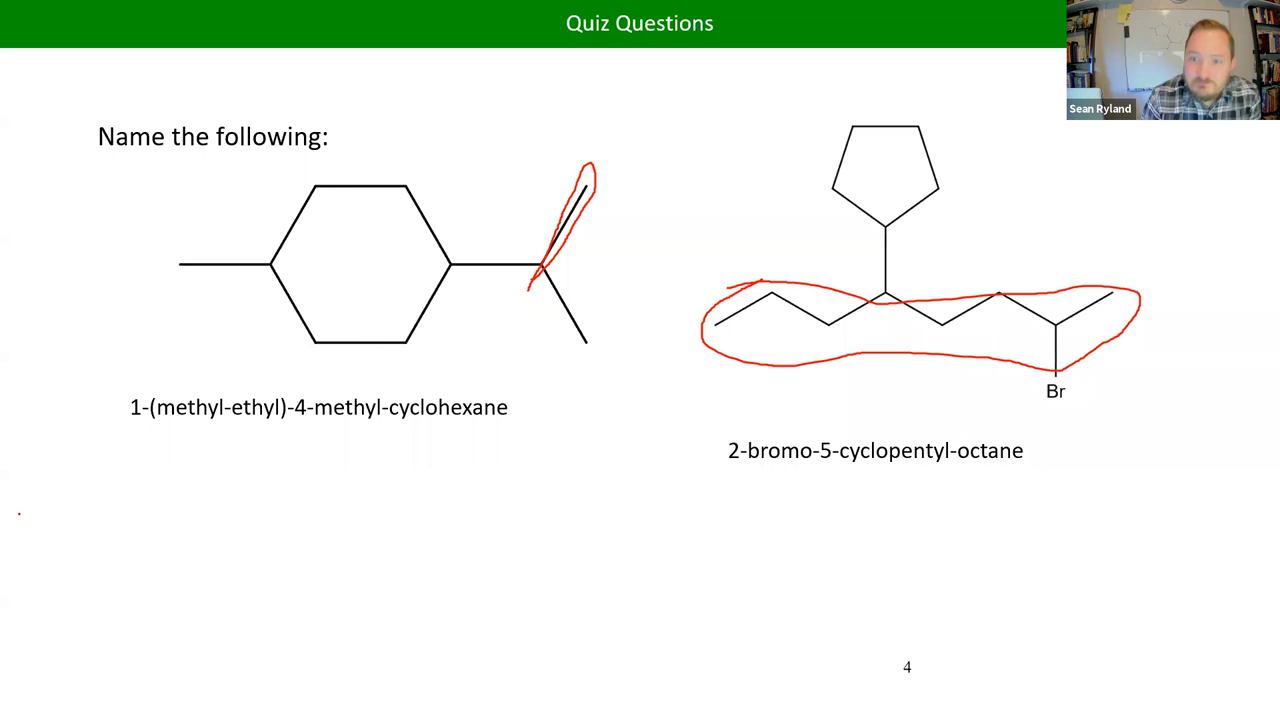 Quiz Questions
Sean Ryland
Name the following:
Br
1-(methyl-ethyl)-4-methyl-cyclohexane
2-bromo-5-cyclopentyl-octane
4